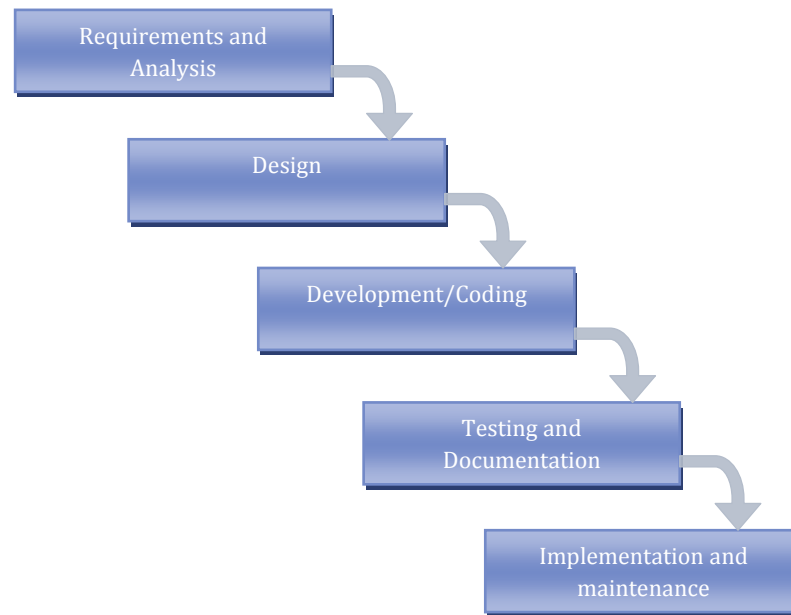 Requirements and
Analysis
Design
Development/Coding
Testing and
Documentation
Implementation and
maintenance